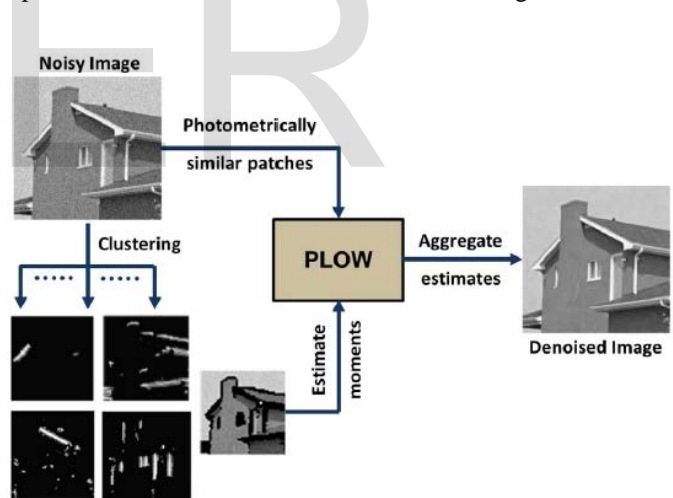 Noisy Image
Photometrically
similar patches
Clustering
PLOW
Aggregate
estimates
Estimate
moments
Denoised Image